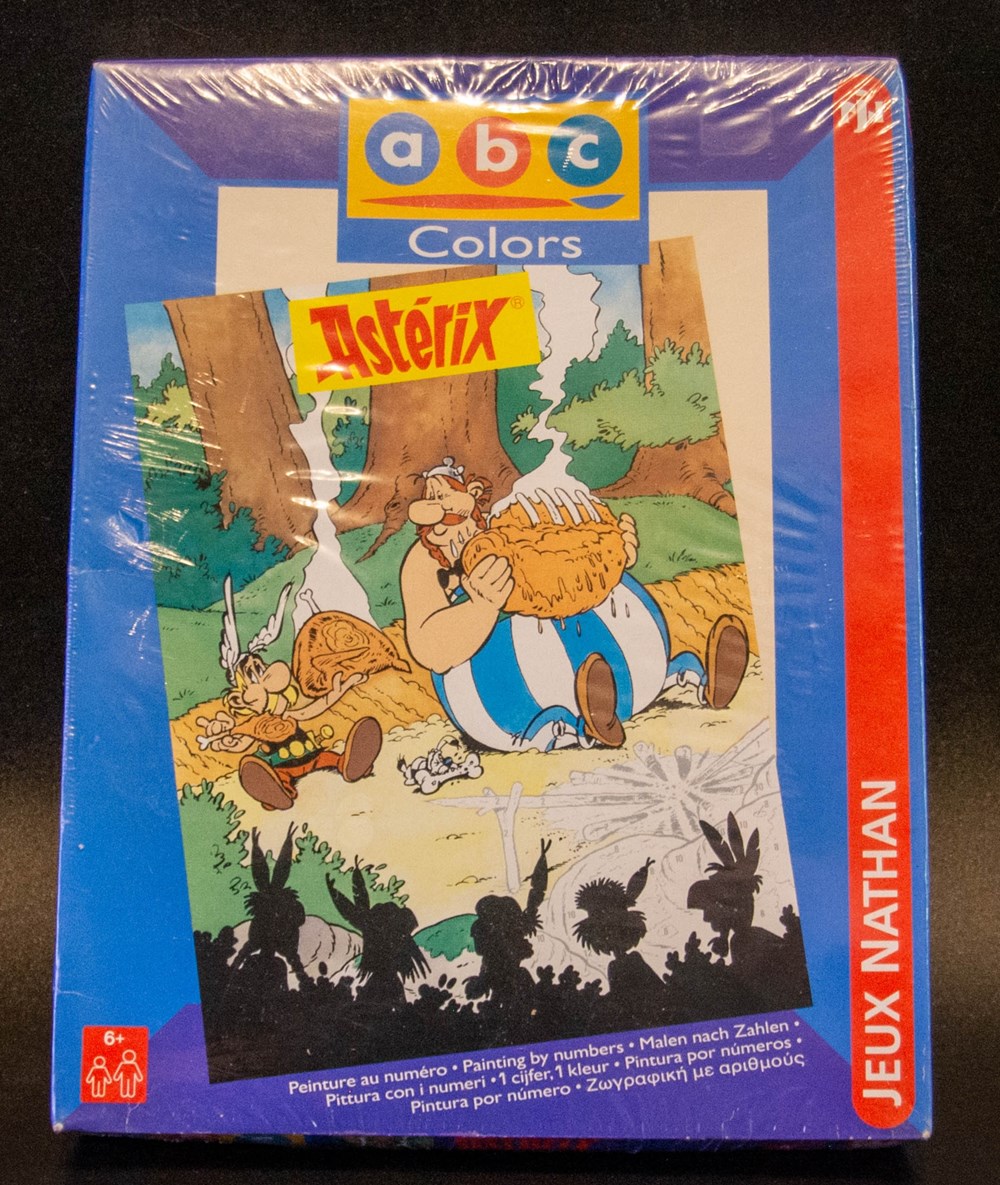 a b c
Colors
Astérix®
JEUX NATHAN
6+
Peinture au numéro • Painting by numbers • Malen nach Zahlen •
Pittura con i numeri • 1 cijfer, 1 kleur • Pintura por números •
Pintura por número • Ζωγραφική με αριθμούς